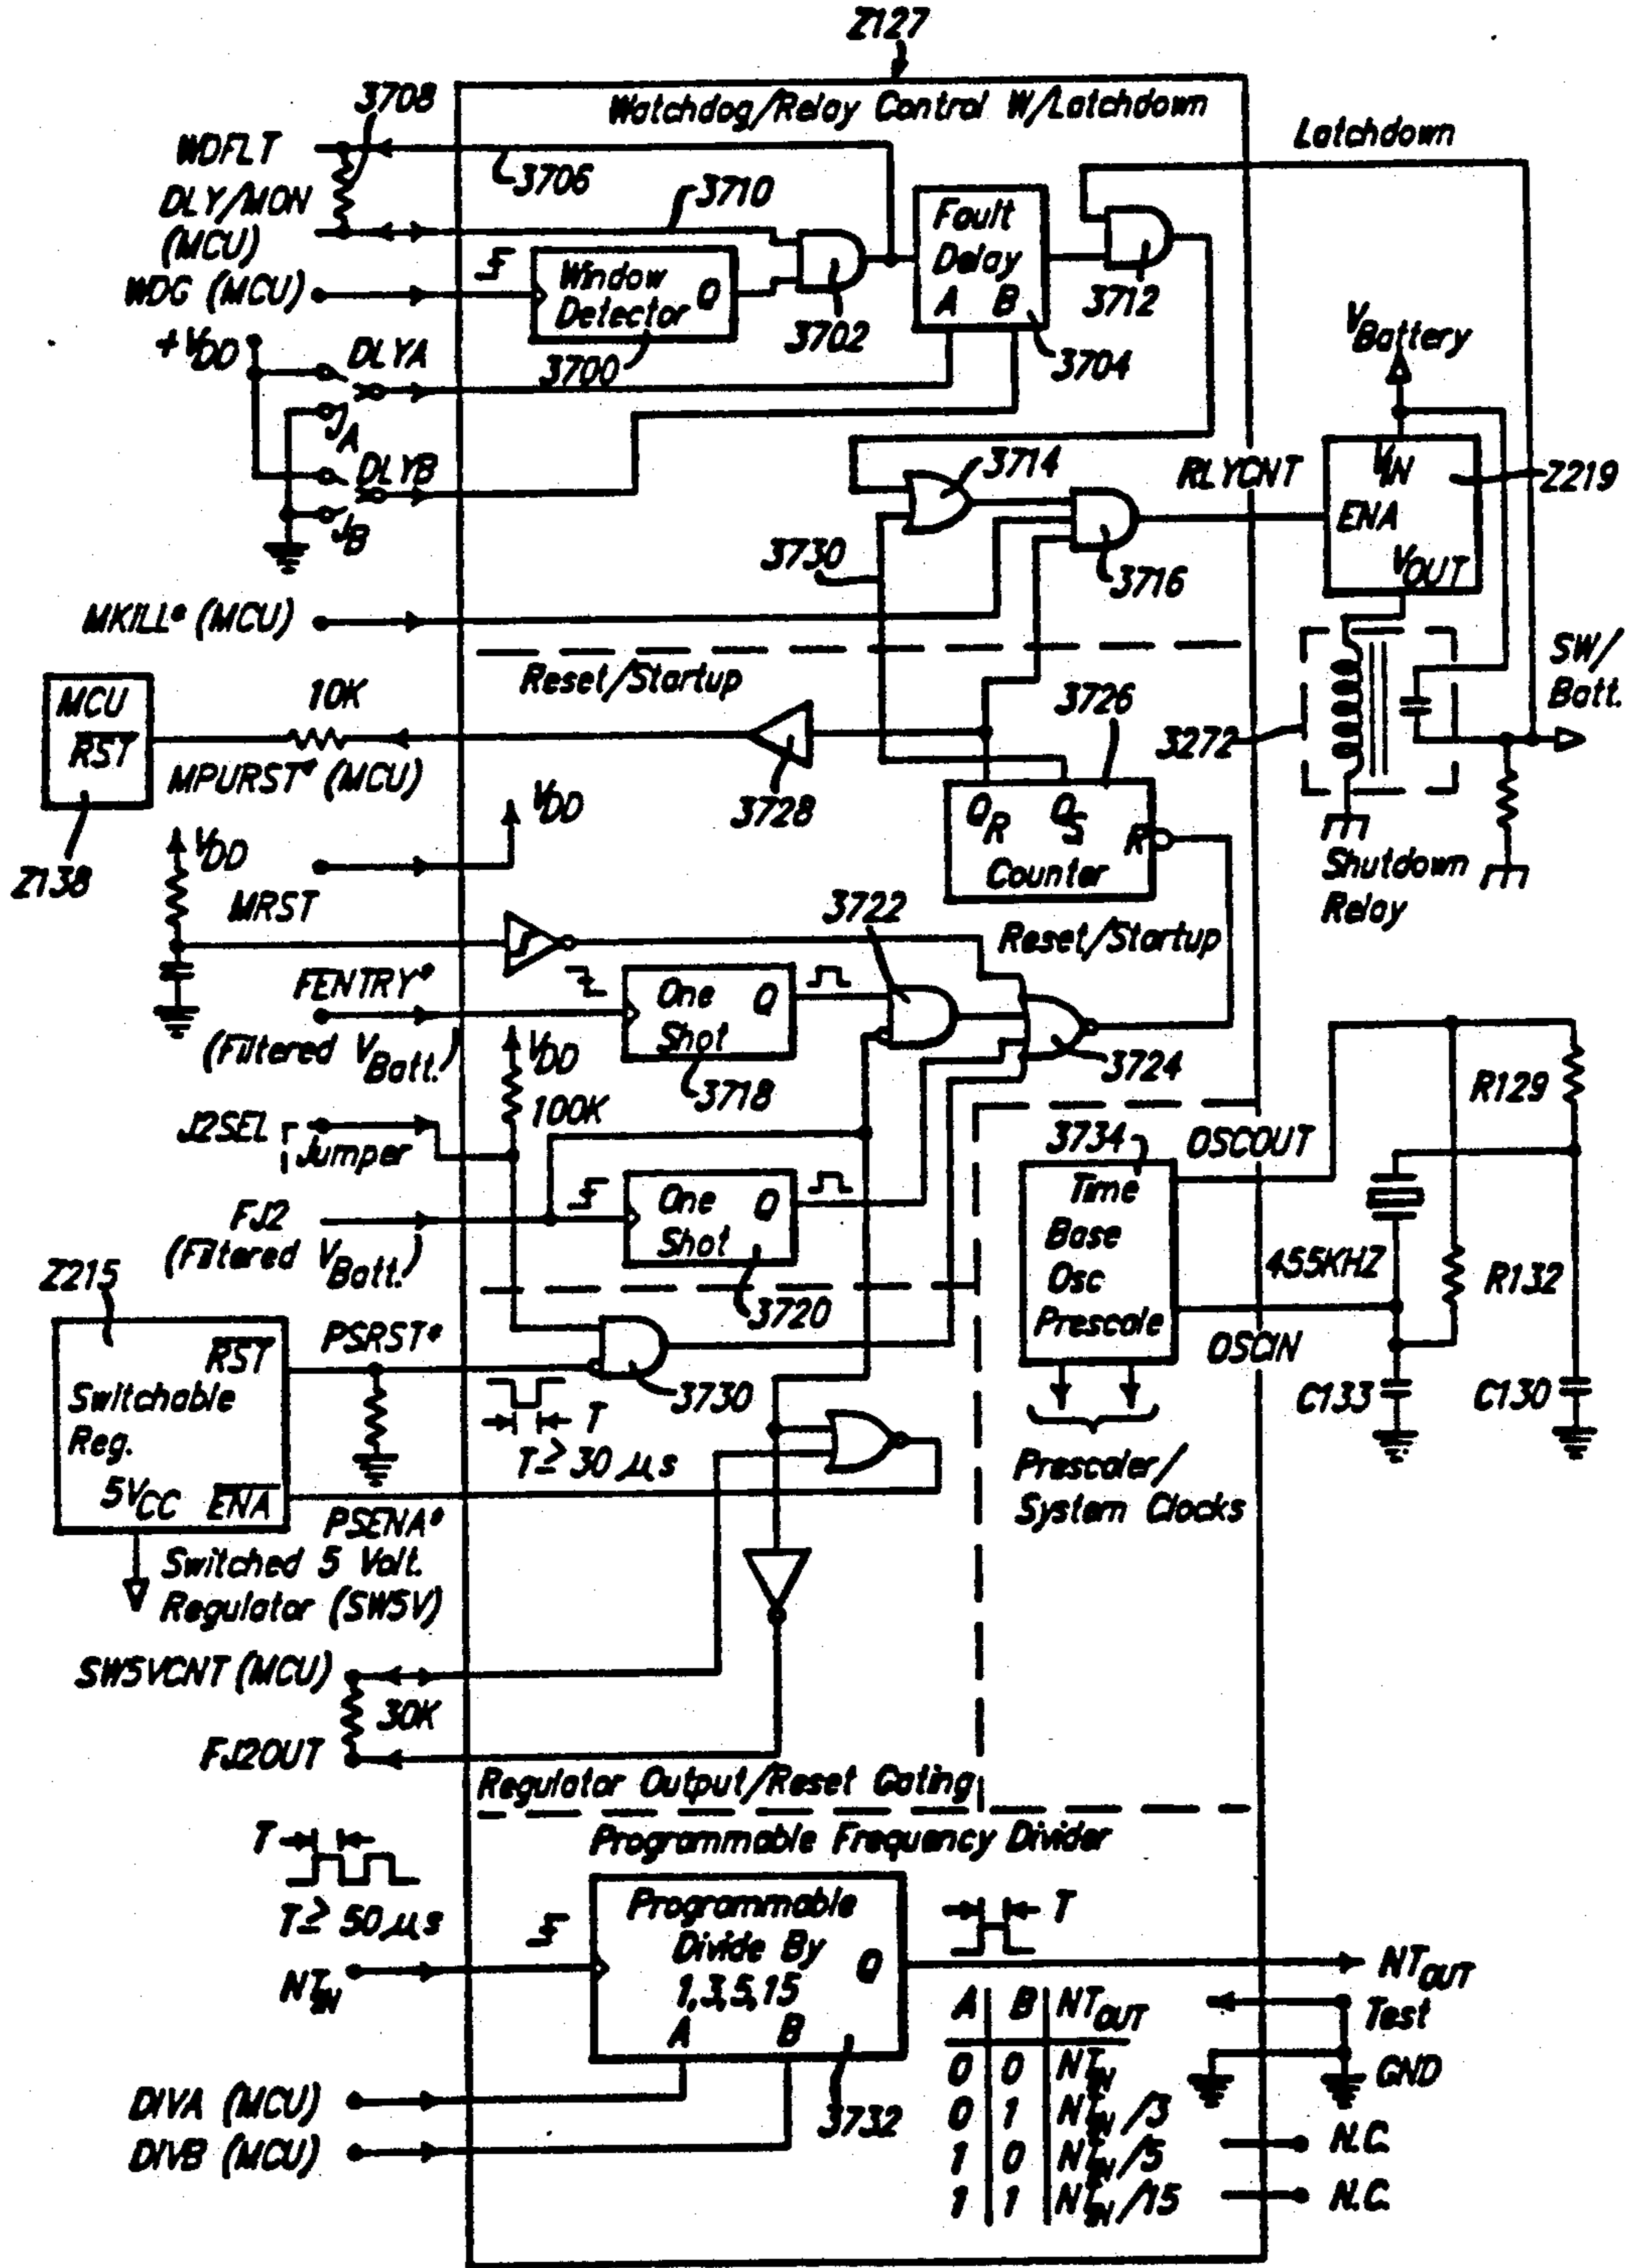 Z127
3708
Watchdog/Relay Control W/Latchdown
Latchdown
WDFLT
3706
DLY/MON
(MCU)
3710
Fault
Delay
A B
WDG (MCU)
Window
Detector Q
3700
3702
3704
3712
+VDD
DLYA
JA
DLYB
JB
VBattery
3714
RLYCNT
VIN
ENA
VOUT
Z219
3730
3716
MKILL* (MCU)
Reset/Startup
MCU
RST
10K
MPURST* (MCU)
3728
3726
3272
SW/
Batt.
QR QS
R
Counter
Shutdown
Relay
Z138
VDD
VDD
MRST
3722
Reset/Startup
FENTRY*
(Filtered VBatt.)
One
Shot
Q
3718
3724
VDD
100K
J2SEL
Jumper
FJ2
(Filtered VBatt.)
One
Shot
Q
3720
3734
OSCOUT
Time
Base
Osc
Prescale
OSCIN
R129
455KHZ
R132
C133
C130
Z215
RST
Switchable
Reg.
5VCC ENA
PSRST*
3730
T
T≥30 μs
PSENA*
Switched 5 Volt.
Regulator (SW5V)
Prescaler/
System Clocks
SW5VCNT (MCU)
30K
FJ2OUT
Regulator Output/Reset Gating
Programmable Frequency Divider
T
T≥50 μs
NTIN
Programmable
Divide By
1,3,5,15
Q
A B
3732
T
NTOUT
Test
GND
N.C.
N.C.
A B NTOUT
0 0 NTIN
0 1 NTIN/3
1 0 NTIN/5
1 1 NTIN/15
DIVA (MCU)
DIVB (MCU)